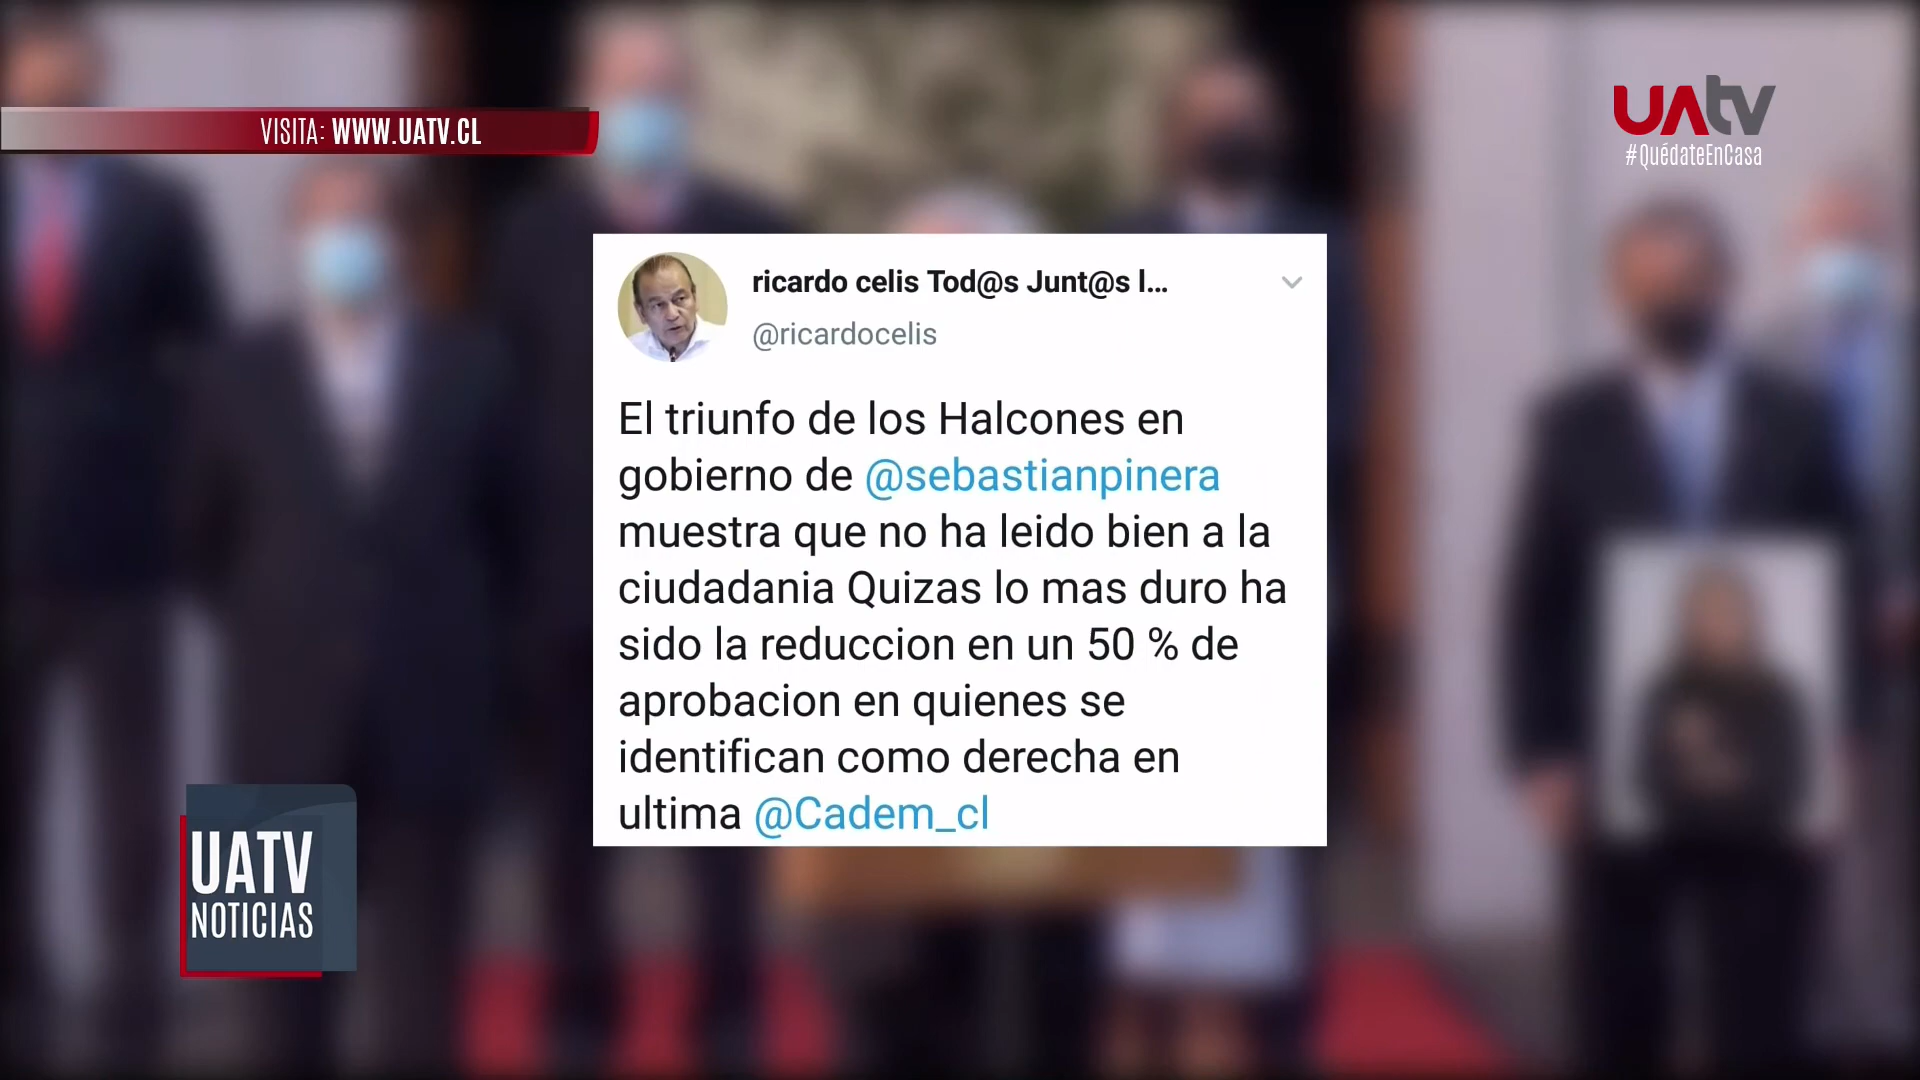 VISITA: WWW.UATV.CL
UAtv
#QuédateEnCasa
ricardo celis Tod@s Junt@s l...
@ricardocelis
El triunfo de los Halcones en
gobierno de @sebastianpinera
muestra que no ha leido bien a la
ciudadania Quizas lo mas duro ha
sido la reduccion en un 50 % de
aprobacion en quienes se
identifican como derecha en
ultima @Cadem_cl
UATV
NOTICIAS